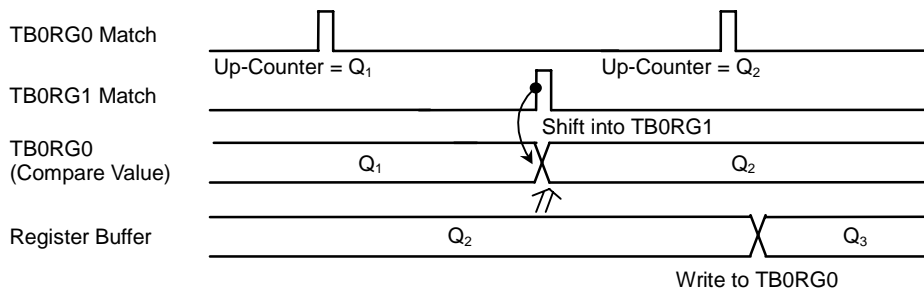 TB0RG0 Match
Up-Counter = Q₁ Up-Counter = Q₂
TB0RG1 Match
Shift into TB0RG1
TB0RG0
(Compare Value)
Q₁ Q₂
Register Buffer
Q₂ Q₃
Write to TB0RG0